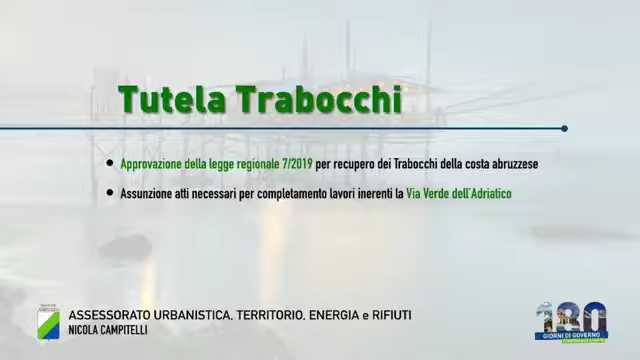 Tutela Trabocchi
Approvazione della legge regionale 7/2019 per recupero dei Trabocchi della costa abruzzese
Assunzione atti necessari per completamento lavori inerenti la Via Verde dell'Adriatico
ASSESSORATO URBANISTICA, TERRITORIO, ENERGIA e RIFIUTI
NICOLA CAMPITELLI
180
GIORNI DI GOVERNO